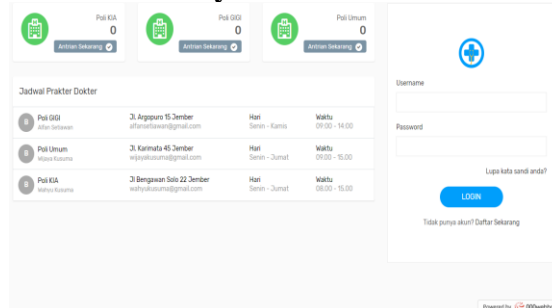 Poli KIA
0
Antrian Sekarang
Poli GIGI
0
Antrian Sekarang
Poli Umum
0
Antrian Sekarang
Jadwal Prakter Dokter
Poli GIGI
Alfan Setiawan
Jl. Argopuro 15 Jember
alfansetiawan@gmail.com
Hari
Senin - Kamis
Waktu
09.00 - 14.00
Poli Umum
Wijaya Kusuma
Jl. Karimata 45 Jember
wijayakusuma@gmail.com
Hari
Senin - Jumat
Waktu
09.00 - 15.00
Poli KIA
Wahyu Kusuma
Jl Bengawan Solo 22 Jember
wahyukusuma@gmail.com
Hari
Senin - Jumat
Waktu
08.00 - 15.00
Username
Password
Lupa kata sandi anda?
LOGIN
Tidak punya akun? Daftar Sekarang
Powered by